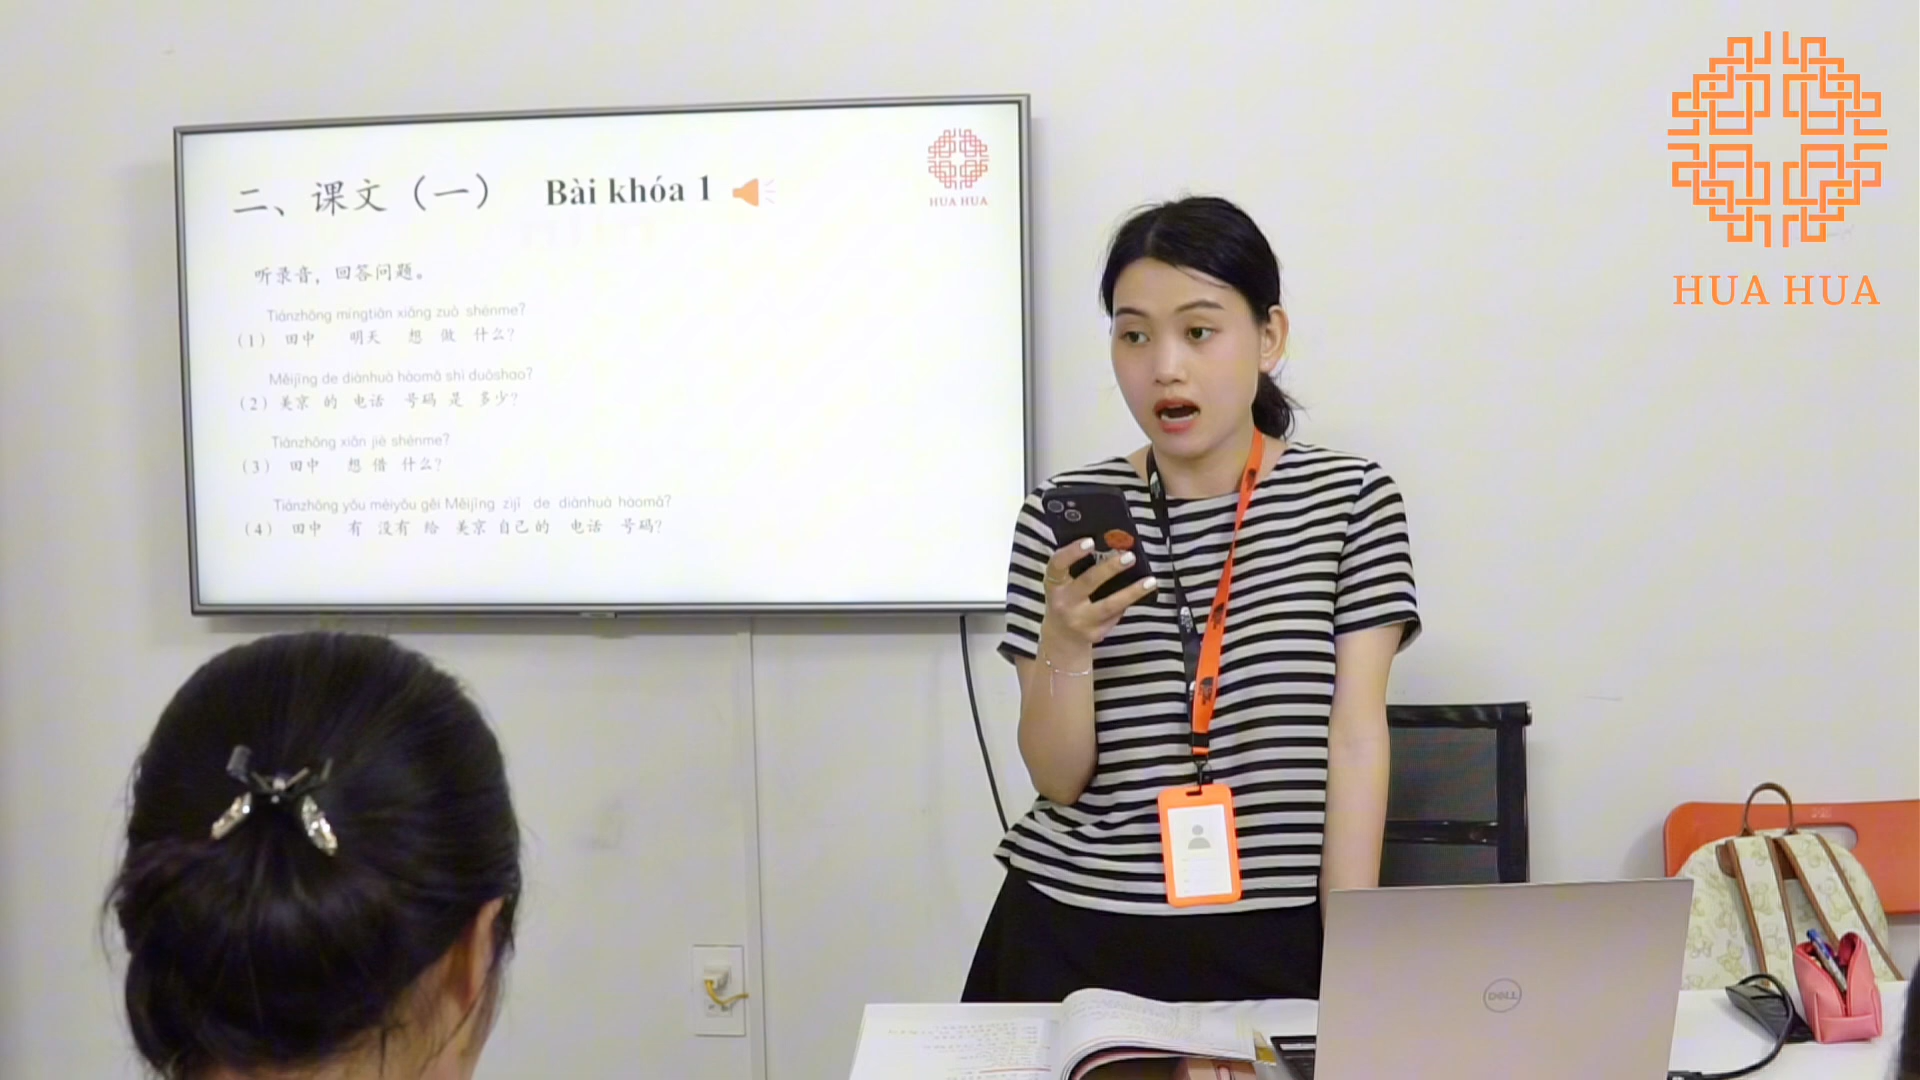 二、课文（一） Bài khóa 1
HUA HUA
听录音，回答问题。
Tiánzhōng míngtiān xiǎng zuò shénme?
（1） 田中 明天 想 做 什么?
Měijīng de diànhuà hàomǎ shì duōshao?
（2） 美京 的 电话 号码 是 多少?
Tiánzhōng xiǎn jiè shénme?
（3） 田中 想 借 什么?
Tiánzhōng yǒu méiyǒu gěi Měijīng zìjǐ de diànhuà hàomǎ?
（4） 田中 有 没有 给 美京 自己 的 电话 号码?
HUA HUA
DELL